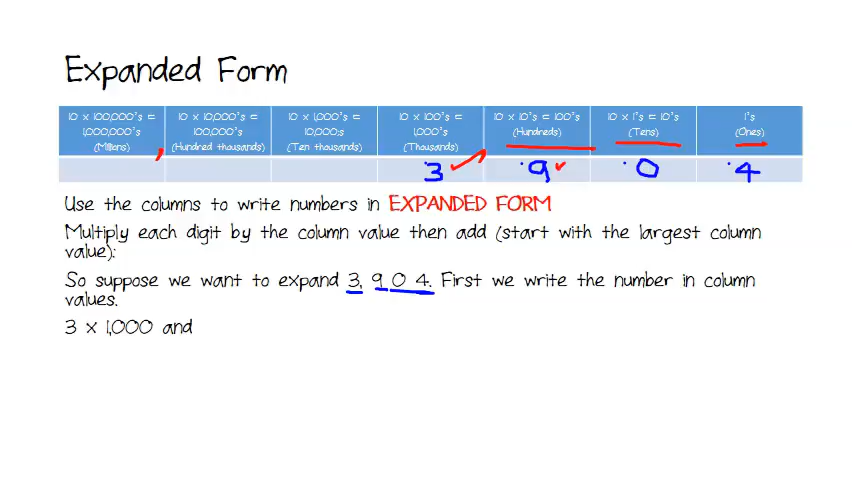 Expanded Form
10 x 100,000's = 10 x 10,000's = 10 x 1,000's = 10 x 100's = 10 x 10's = 100's 10 x 1's = 10's 1's
1,000,000's 100,000's 10,000;s 1,000's (Hundreds) (Tens) (Ones)
(Millions) , (Hundred thousands) (Ten thousands) (Thousands)
3 , 9 0 4
Use the columns to write numbers in EXPANDED FORM
Multiply each digit by the column value then add (start with the largest column
value):
So suppose we want to expand 3, 9 0 4. First we write the number in column
values.
3 x 1,000 and